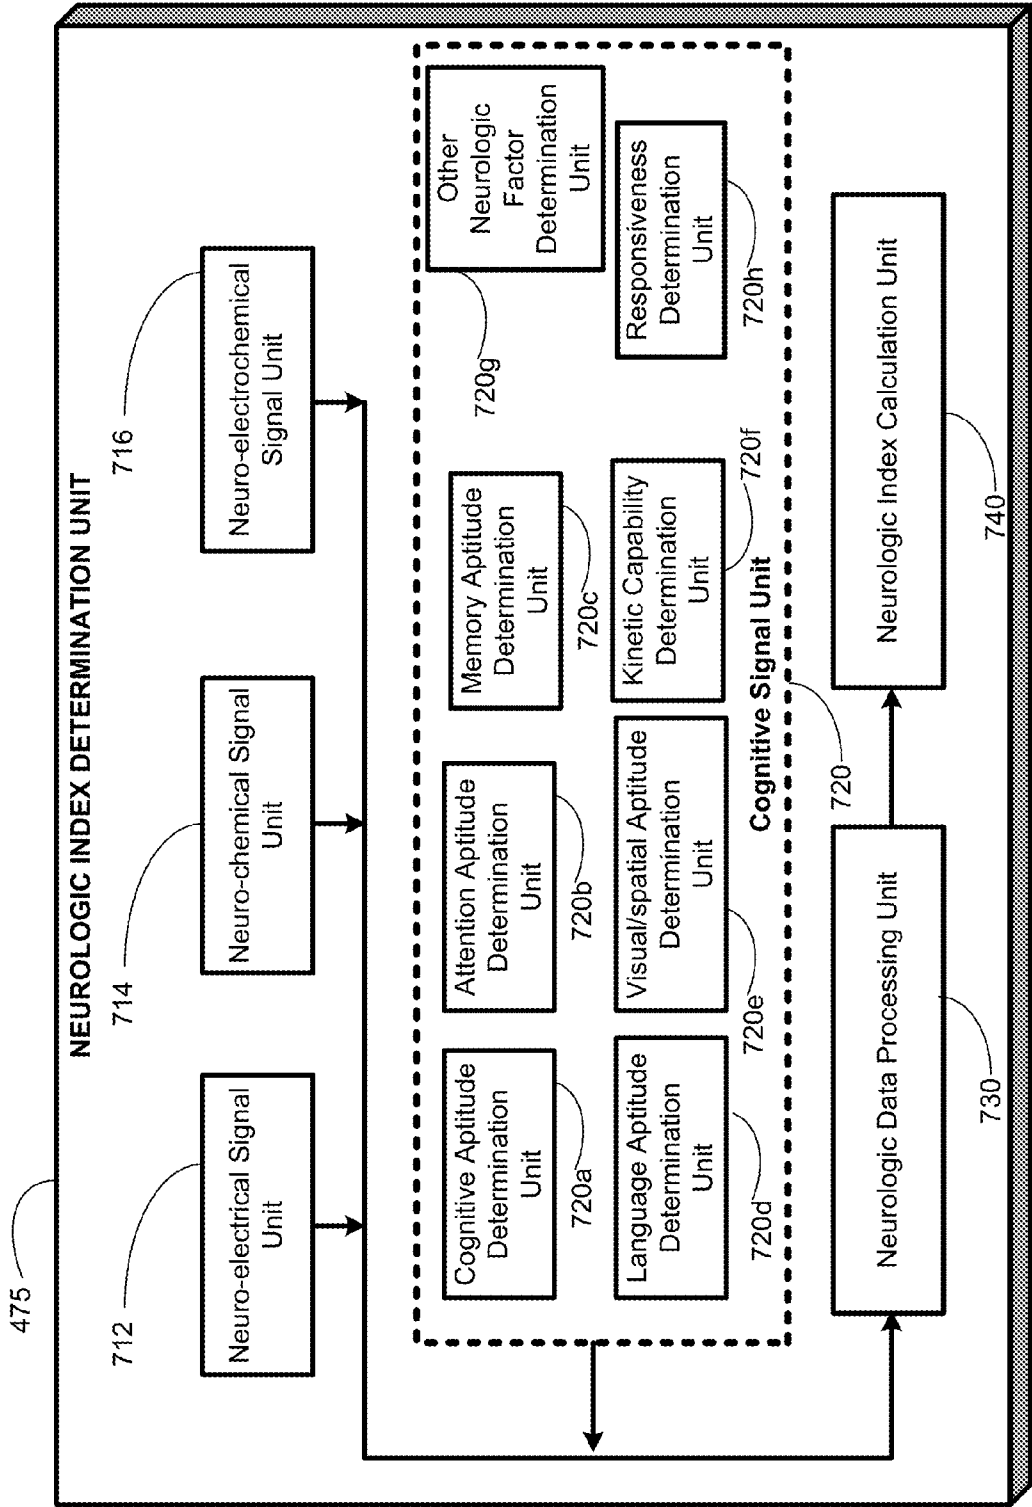 475
NEUROLOGIC INDEX DETERMINATION UNIT
712
714
716
Neuro-electrical Signal
Unit
Neuro-chemical Signal
Unit
Neuro-electrochemical
Signal Unit
Cognitive Aptitude
Determination
Unit
720a
Attention Aptitude
Determination
Unit
720b
Memory Aptitude
Determination
Unit
720c
Other
Neurologic
Factor
Determination
Unit
720g
Language Aptitude
Determination
Unit
720d
Visual/spatial Aptitude
Determination
Unit
720e
Kinetic Capability
Determination
Unit
720f
Responsiveness
Determination
Unit
720h
Cognitive Signal Unit
720
Neurologic Data Processing Unit
730
Neurologic Index Calculation Unit
740